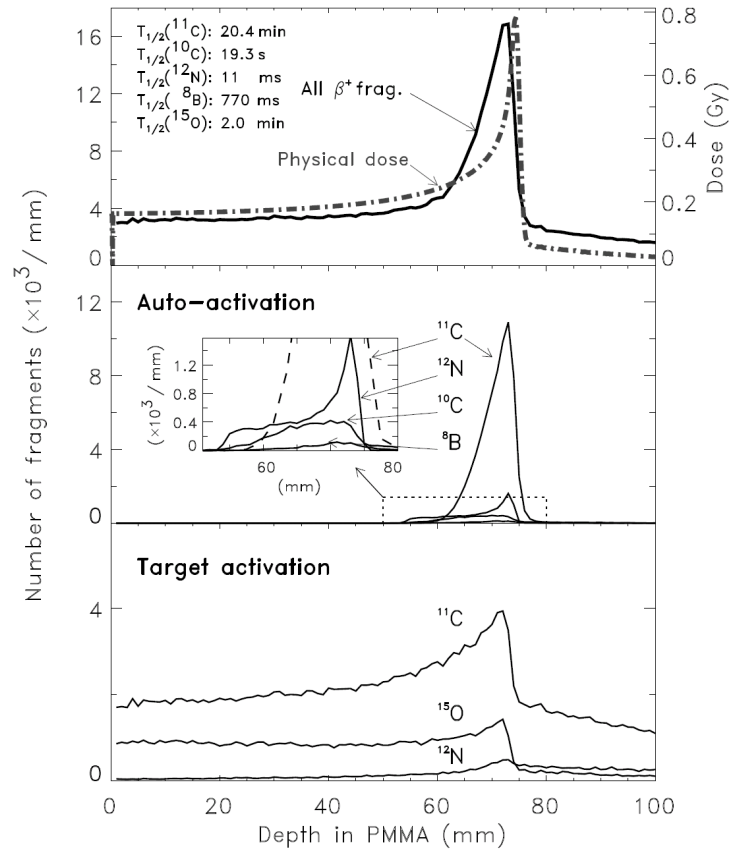 16
12
8
4
0
T1/2(11C): 20.4 min
T1/2(10C): 19.3 s
T1/2(12N): 11 ms
T1/2( 8B): 770 ms
T1/2(15O): 2.0 min
All β+ frag.
Physical dose
0.8
0.6
0.4
0.2
0
Dose (Gy)
Number of fragments (×10³ / mm)
12
8
4
0
Auto-activation
1.2
0.8
0.4
0
(×10³ / mm)
60
80
(mm)
11C
12N
10C
8B
Target activation
4
0
11C
15O
12N
0
20
40
60
80
100
Depth in PMMA (mm)